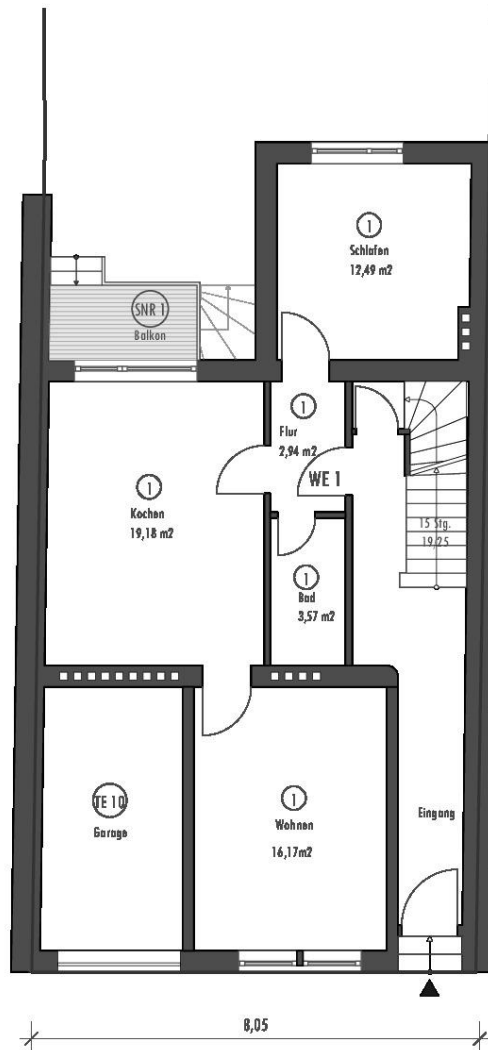 1
Schlafen
12,49 m2
SNR 1
Balkon
1
Flur
2,94 m2
WE 1
1
Kochen
19,18 m2
15 Stg.
19,25
1
Bad
3,57 m2
TE 10
Garage
1
Wohnen
16,17m2
Eingang
8,05